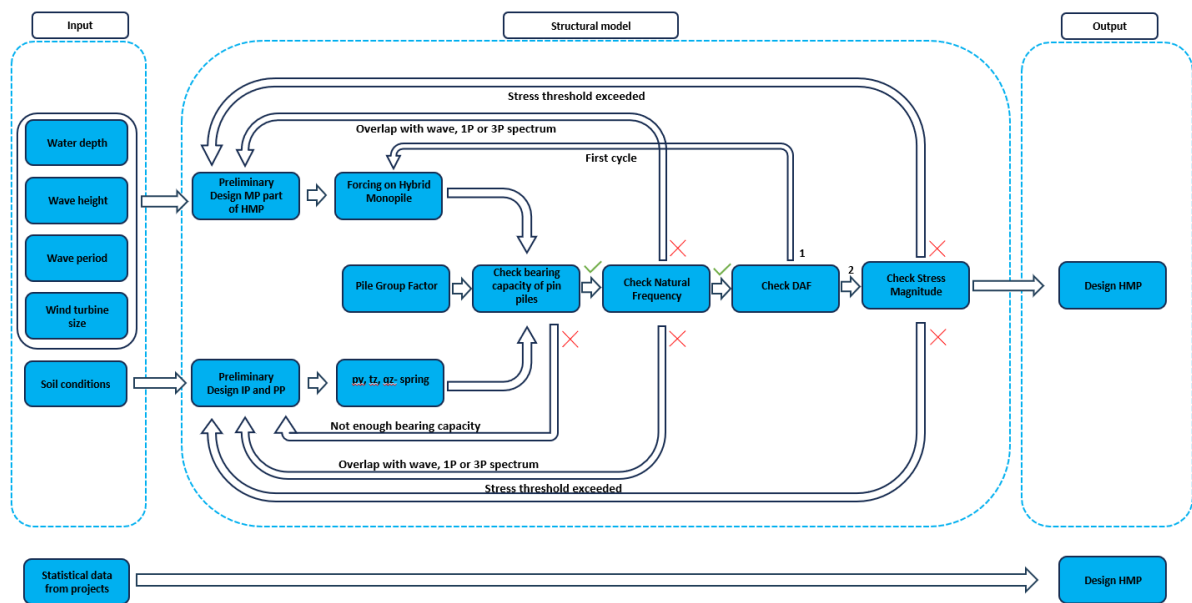 Input
Structural model
Output
Stress threshold exceeded
Overlap with wave, 1P or 3P spectrum
First cycle
Water depth
Wave height
Wave period
Wind turbine
size
Soil conditions
Preliminary
Design MP part
of HMP
Forcing on Hybrid
Monopile
Pile Group Factor
Check bearing
capacity of pin
piles
Check Natural
Frequency
1
Check DAF
2
Check Stress
Magnitude
Design HMP
Preliminary
Design IP and PP
py, tz, qz- spring
Not enough bearing capacity
Overlap with wave, 1P or 3P spectrum
Stress threshold exceeded
Statistical data
from projects
Design HMP